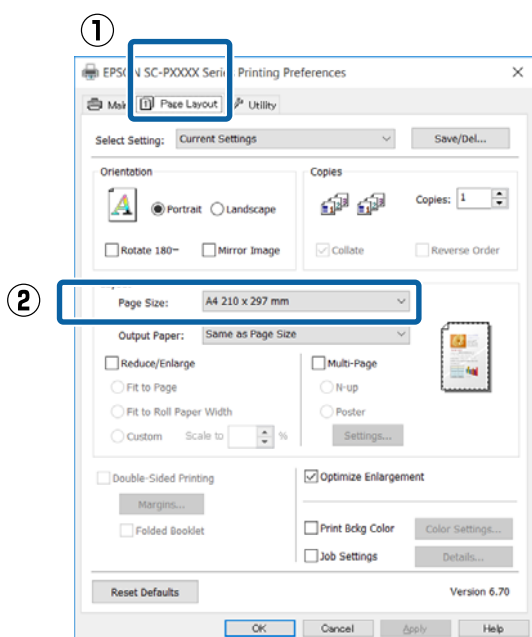 1
EPSON SC-PXXXX Series Printing Preferences
Main Page Layout Utility
Select Setting: Current Settings Save/Del...
Orientation Copies
Portrait Landscape Copies: 1
Rotate 180° Mirror Image Collate Reverse Order
2
Page Size: A4 210 x 297 mm
Output Paper: Same as Page Size
Reduce/Enlarge Multi-Page
Fit to Page N-up
Fit to Roll Paper Width Poster
Custom Scale to % Settings...
Double-Sided Printing Optimize Enlargement
Margins...
Folded Booklet Print Bckg Color Color Settings...
Job Settings Details...
Reset Defaults Version 6.70
OK Cancel Apply Help